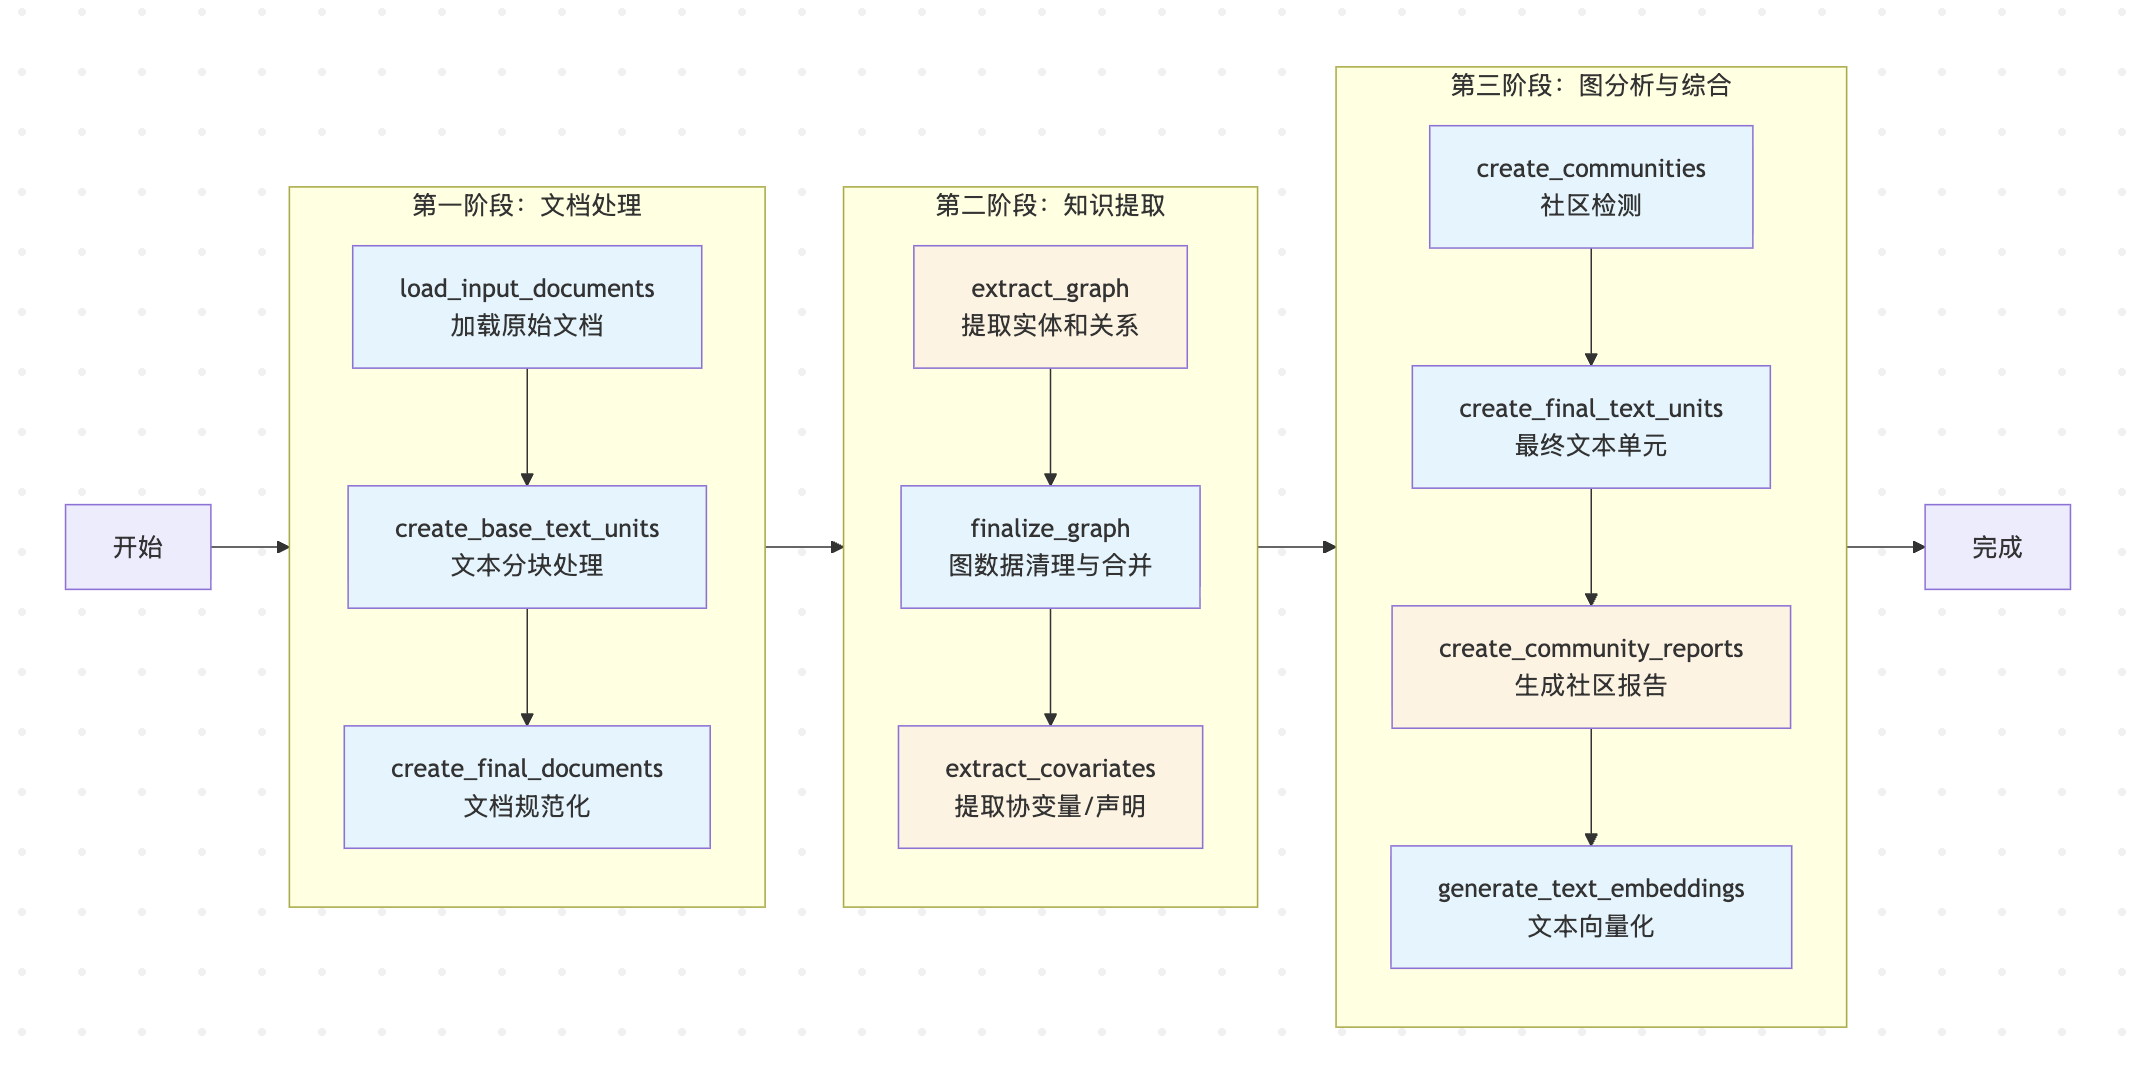 开始
第一阶段：文档处理
load_input_documents
加载原始文档
create_base_text_units
文本分块处理
create_final_documents
文档规范化
第二阶段：知识提取
extract_graph
提取实体和关系
finalize_graph
图数据清理与合并
extract_covariates
提取协变量/声明
第三阶段：图分析与综合
create_communities
社区检测
create_final_text_units
最终文本单元
create_community_reports
生成社区报告
generate_text_embeddings
文本向量化
完成